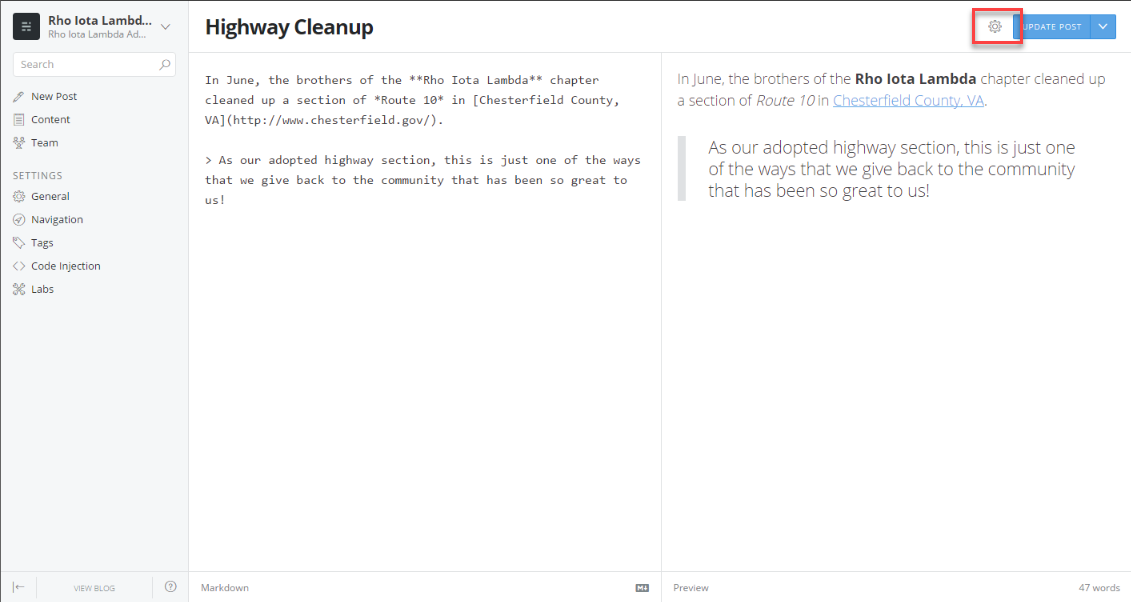 Rho Iota Lambd...
Rho Iota Lambda Ad...
Search
New Post
Content
Team
SETTINGS
General
Navigation
Tags
Code Injection
Labs
VIEW BLOG
Highway Cleanup
UPDATE POST
In June, the brothers of the **Rho Iota Lambda** chapter
cleaned up a section of *Route 10* in [Chesterfield County,
VA](http://www.chesterfield.gov/).
> As our adopted highway section, this is just one of the ways
that we give back to the community that has been so great to
us!
Markdown
M
In June, the brothers of the Rho Iota Lambda chapter cleaned up
a section of Route 10 in Chesterfield County, VA.
As our adopted highway section, this is just one
of the ways that we give back to the community
that has been so great to us!
Preview
47 words